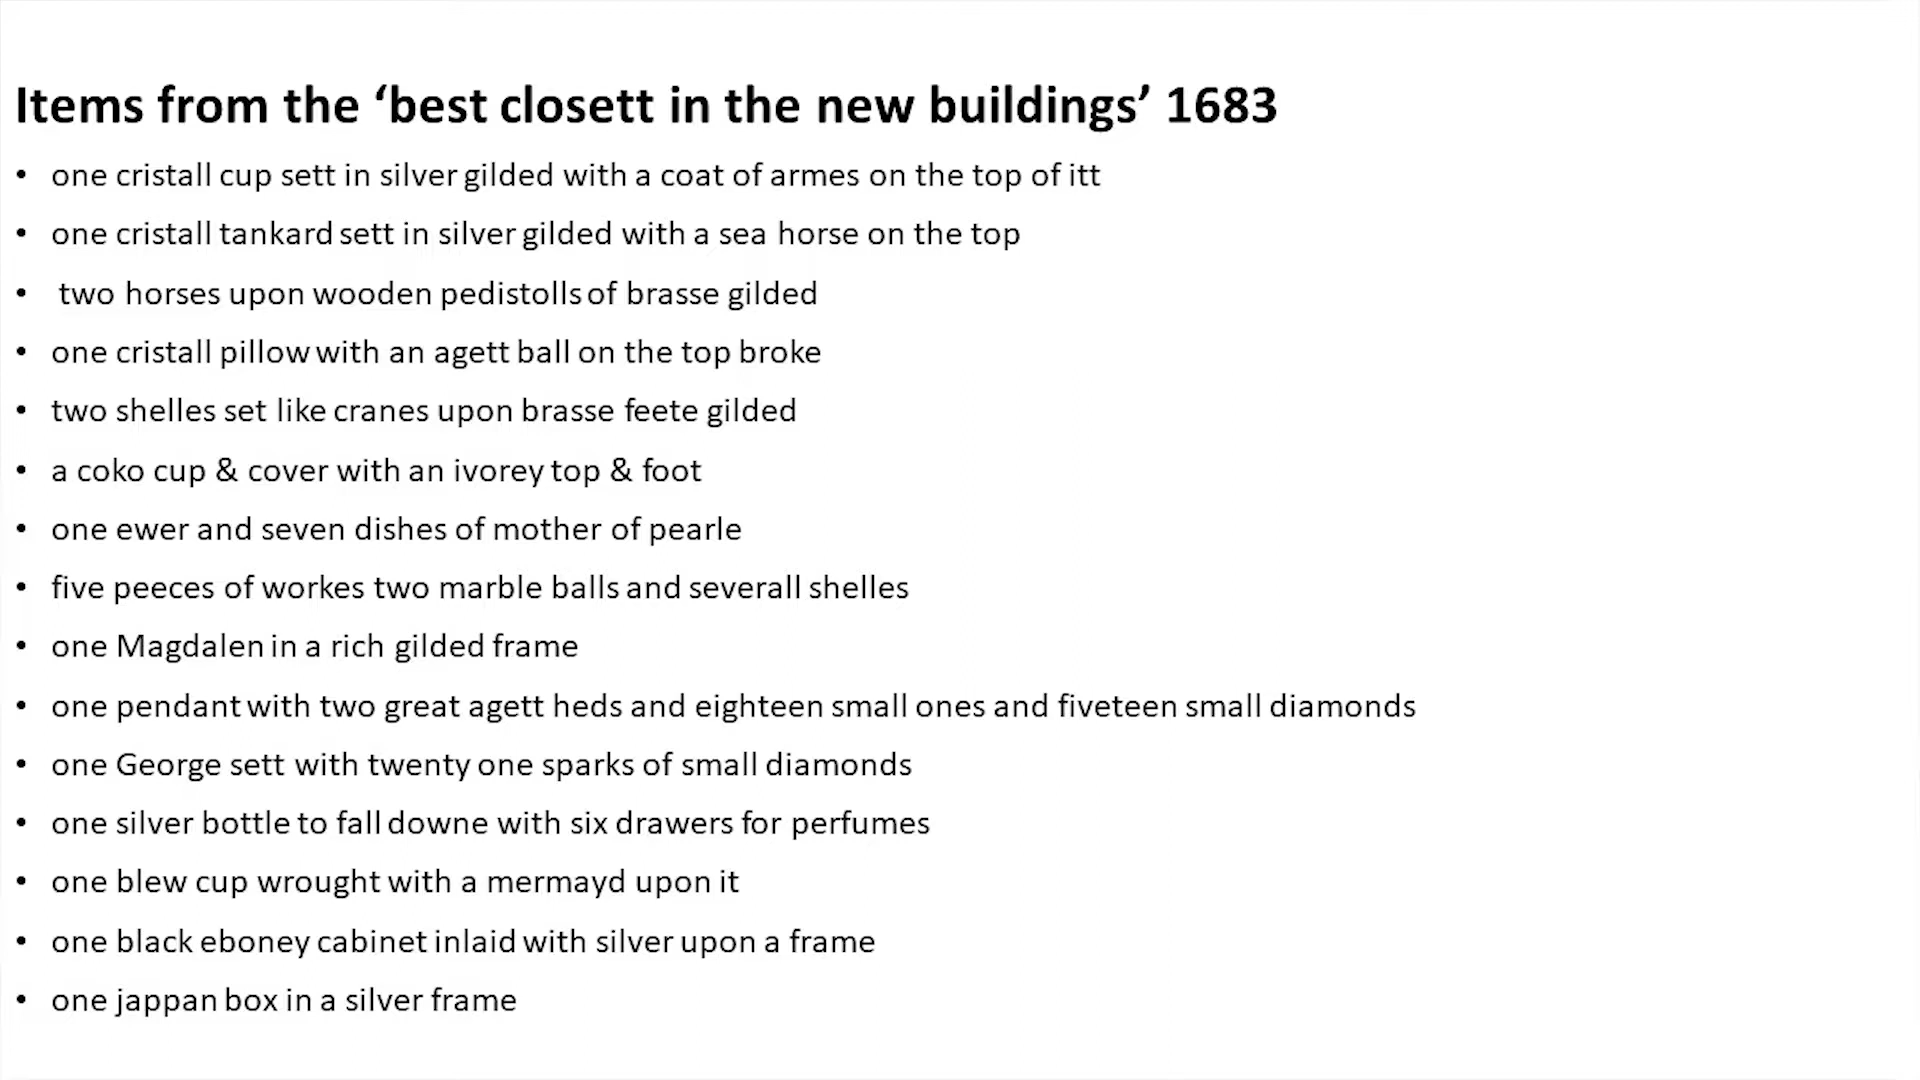 Items from the ‘best closett in the new buildings’ 1683
• one cristall cup sett in silver gilded with a coat of armes on the top of itt
• one cristall tankard sett in silver gilded with a sea horse on the top
• two horses upon wooden pedistolls of brasse gilded
• one cristall pillow with an agett ball on the top broke
• two shelles set like cranes upon brasse feete gilded
• a coko cup & cover with an ivorey top & foot
• one ewer and seven dishes of mother of pearle
• five peeces of workes two marble balls and severall shelles
• one Magdalen in a rich gilded frame
• one pendant with two great agett heds and eighteen small ones and fiveteen small diamonds
• one George sett with twenty one sparks of small diamonds
• one silver bottle to fall downe with six drawers for perfumes
• one blew cup wrought with a mermayd upon it
• one black eboney cabinet inlaid with silver upon a frame
• one jappan box in a silver frame